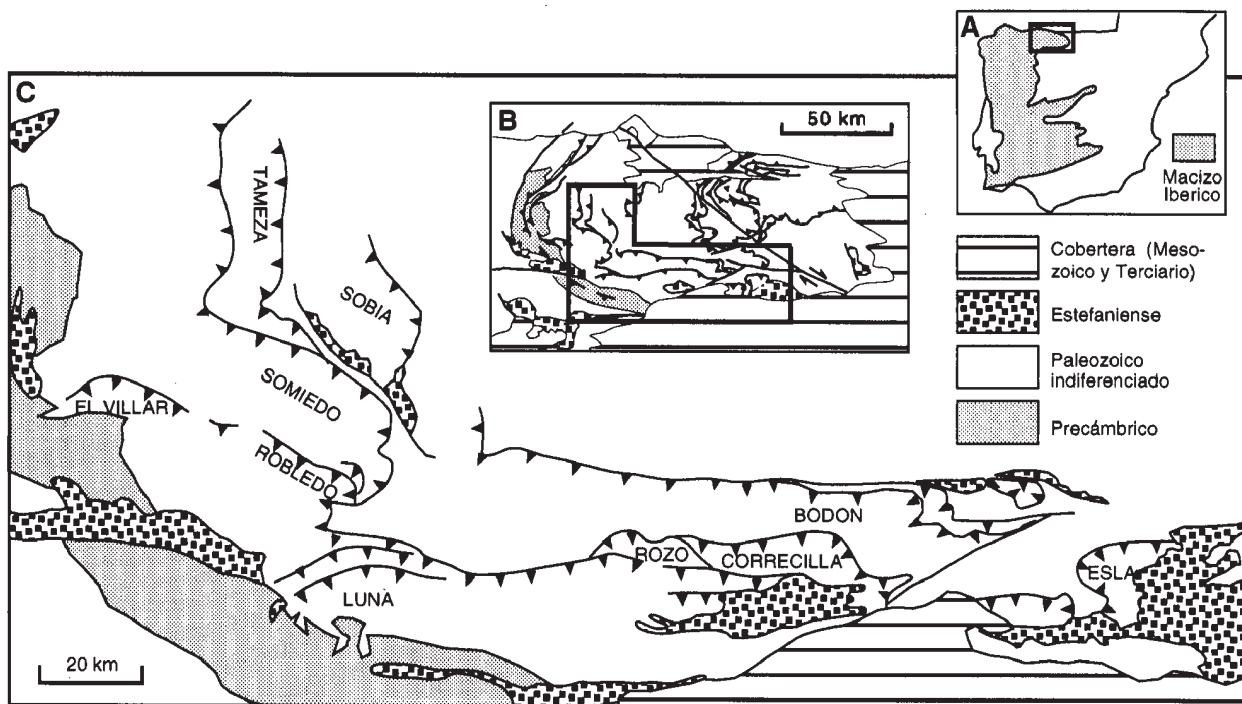 A
Macizo
Iberico
C
B
50 km
TAMEZA
SOBIA
SOMIEDO
EL VILLAR
ROBLEDO
BODON
ROZO
CORRECILLA
ESLA
LUNA
20 km
Cobertera (Meso-
zoico y Terciario)
Estefaniense
Paleozoico
indiferenciado
Precámbrico